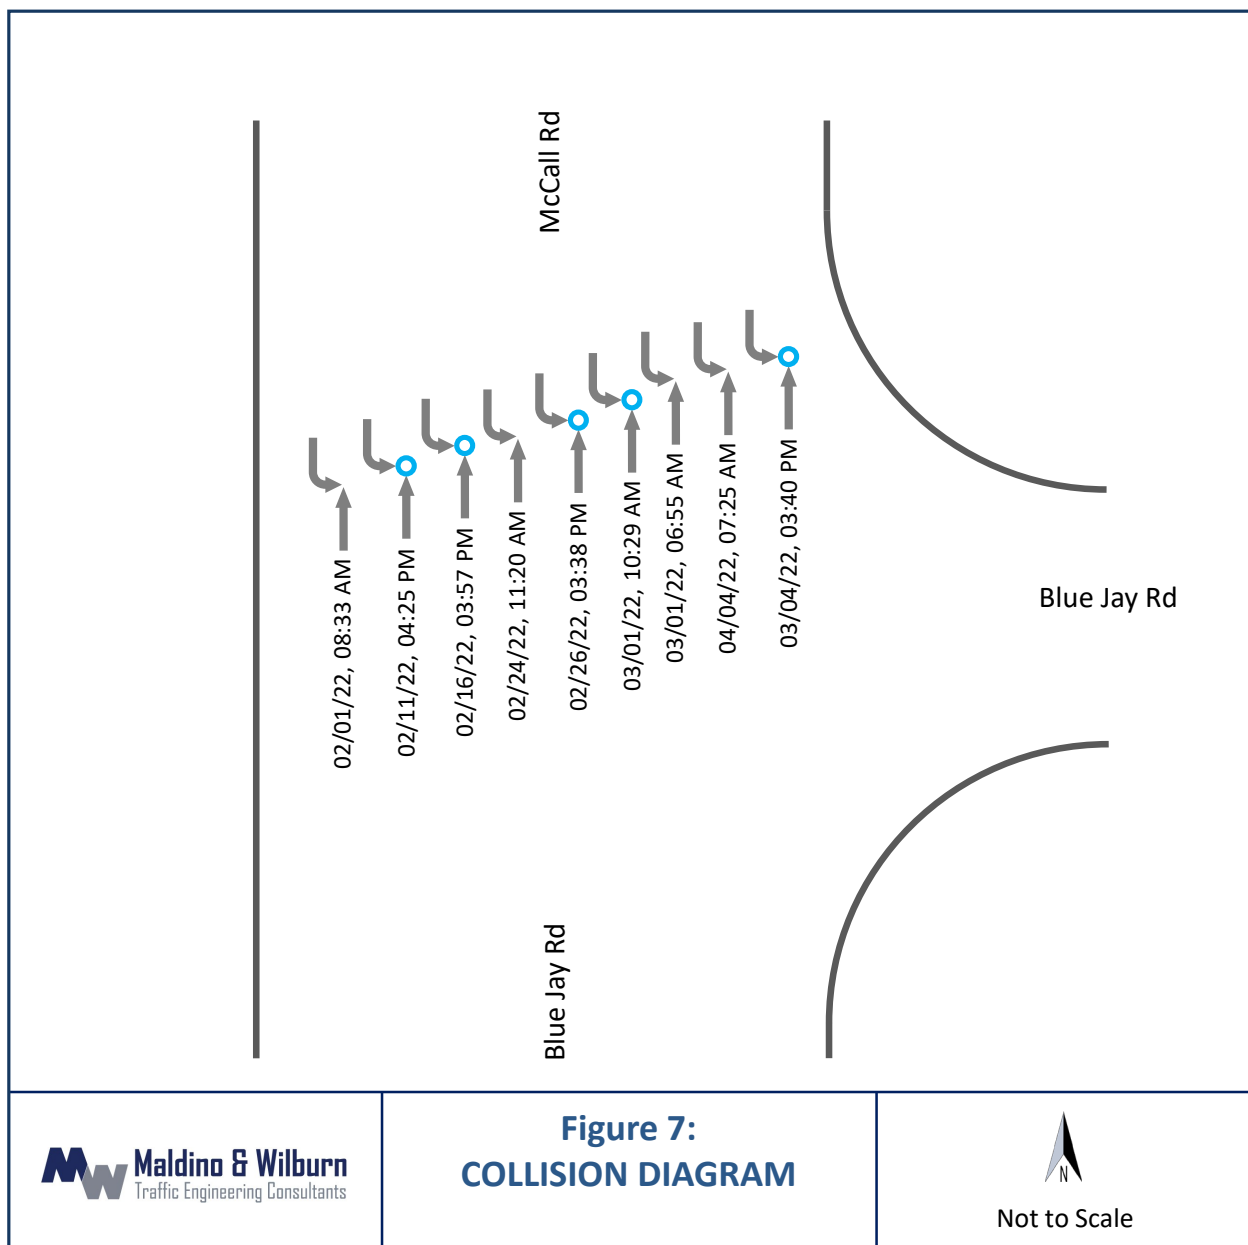 McCall Rd
02/01/22, 08:33 AM
02/11/22, 04:25 PM
02/16/22, 03:57 PM
02/24/22, 11:20 AM
02/26/22, 03:38 PM
03/01/22, 10:29 AM
03/01/22, 06:55 AM
04/04/22, 07:25 AM
03/04/22, 03:40 PM
Blue Jay Rd
Blue Jay Rd
MW
Maldino & Wilburn
Traffic Engineering Consultants
Figure 7:
COLLISION DIAGRAM
N
Not to Scale